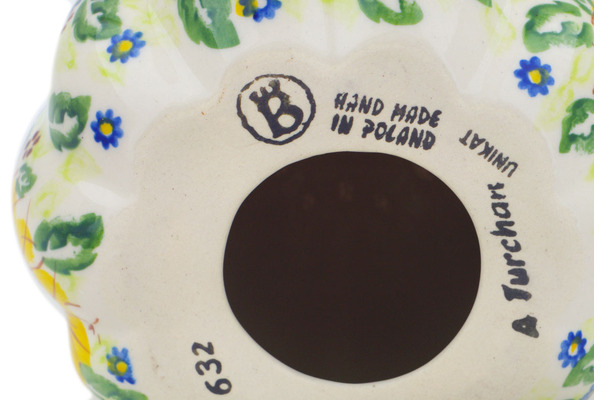 B
HAND MADE
IN POLAND
UNIKAT
A Turchan
632